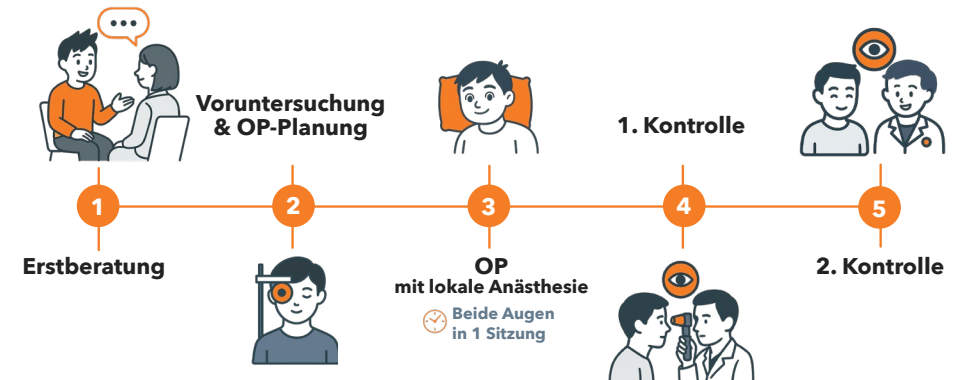 Voruntersuchung
& OP-Planung
1. Kontrolle
1
2
3
4
5
Erstberatung
OP
mit lokale Anästhesie
Beide Augen
in 1 Sitzung
2. Kontrolle